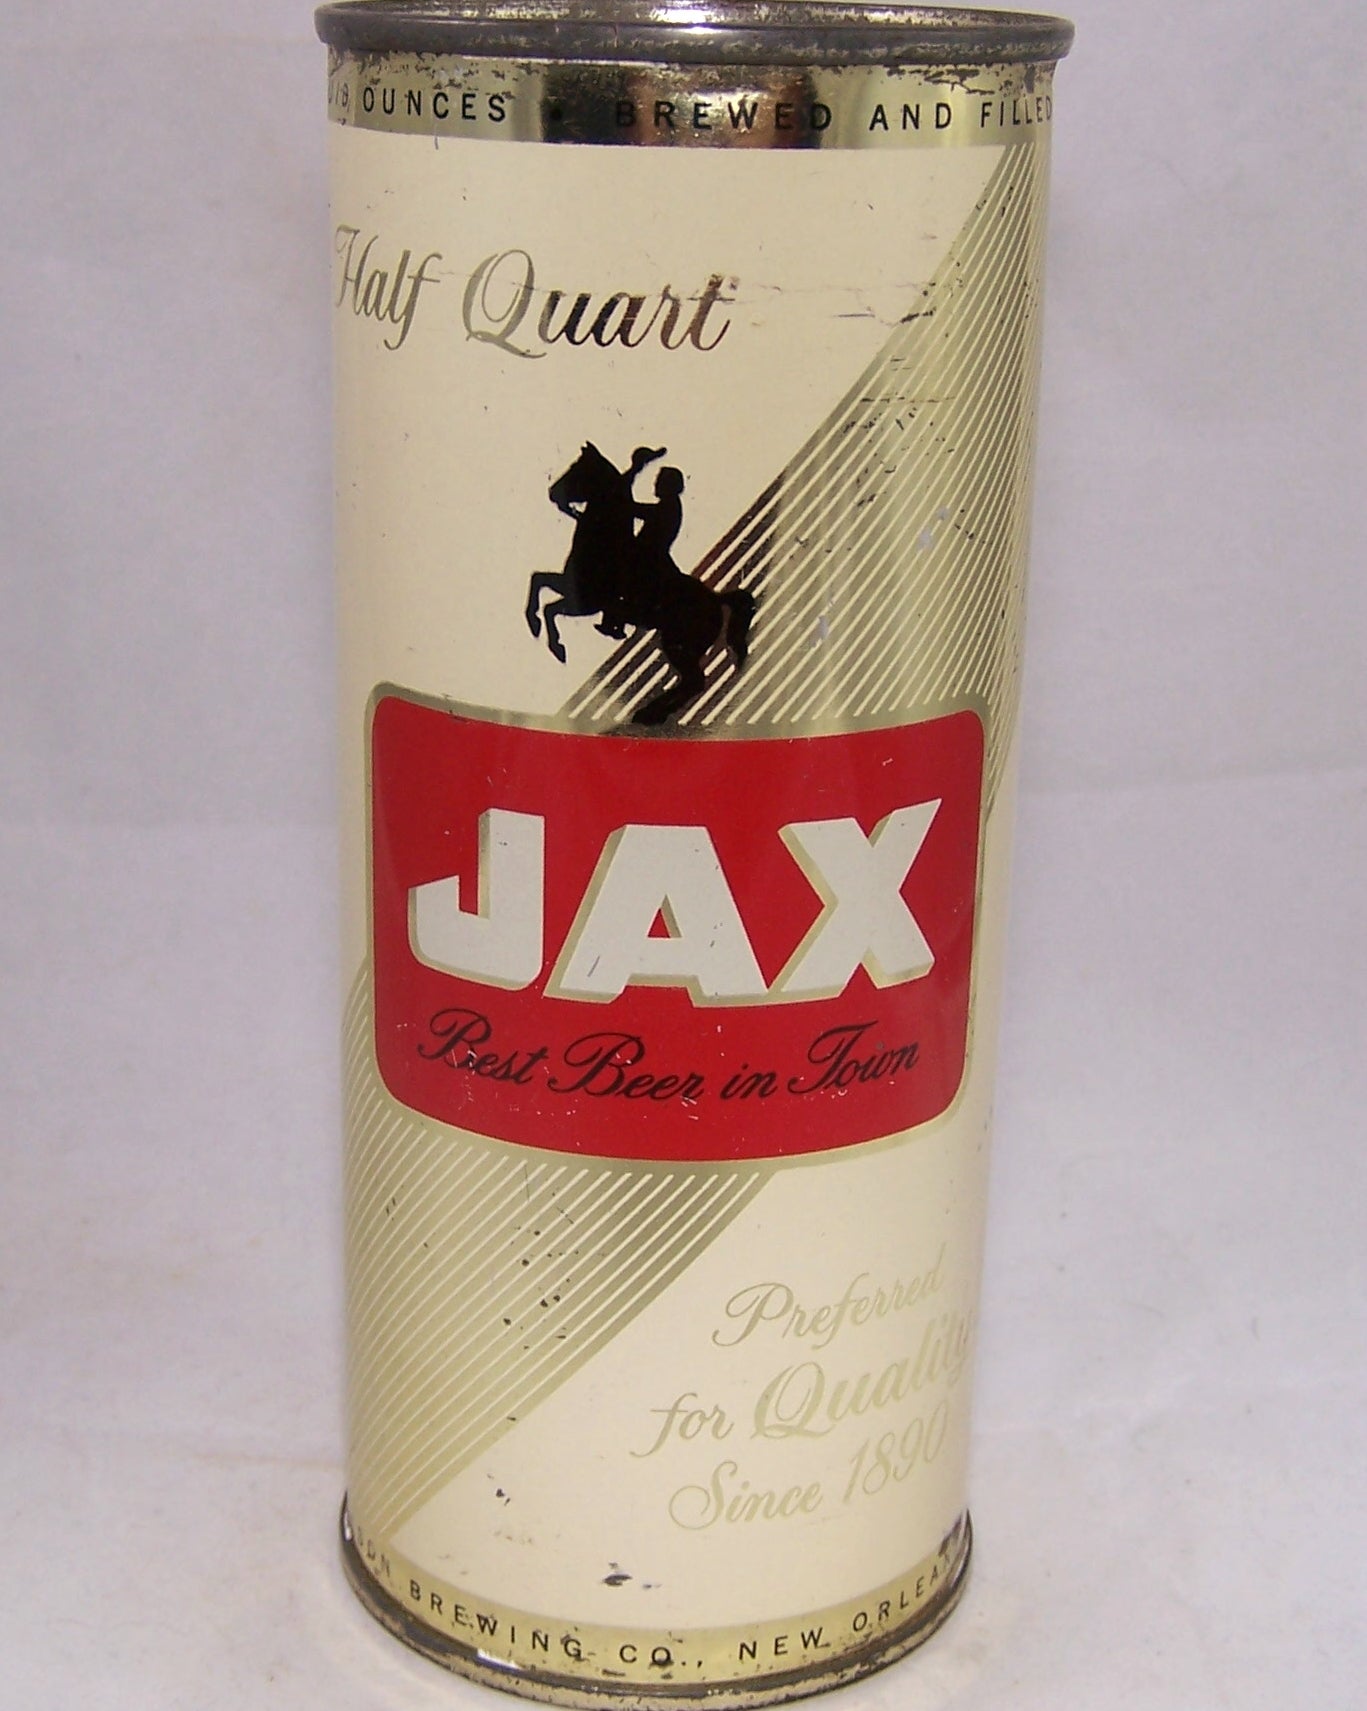 OUNCES • BREWED AND FILLED
Half Quart
JAX
Best Beer in Town
Preferred
for Quality
Since 1890
BREWING CO., NEW